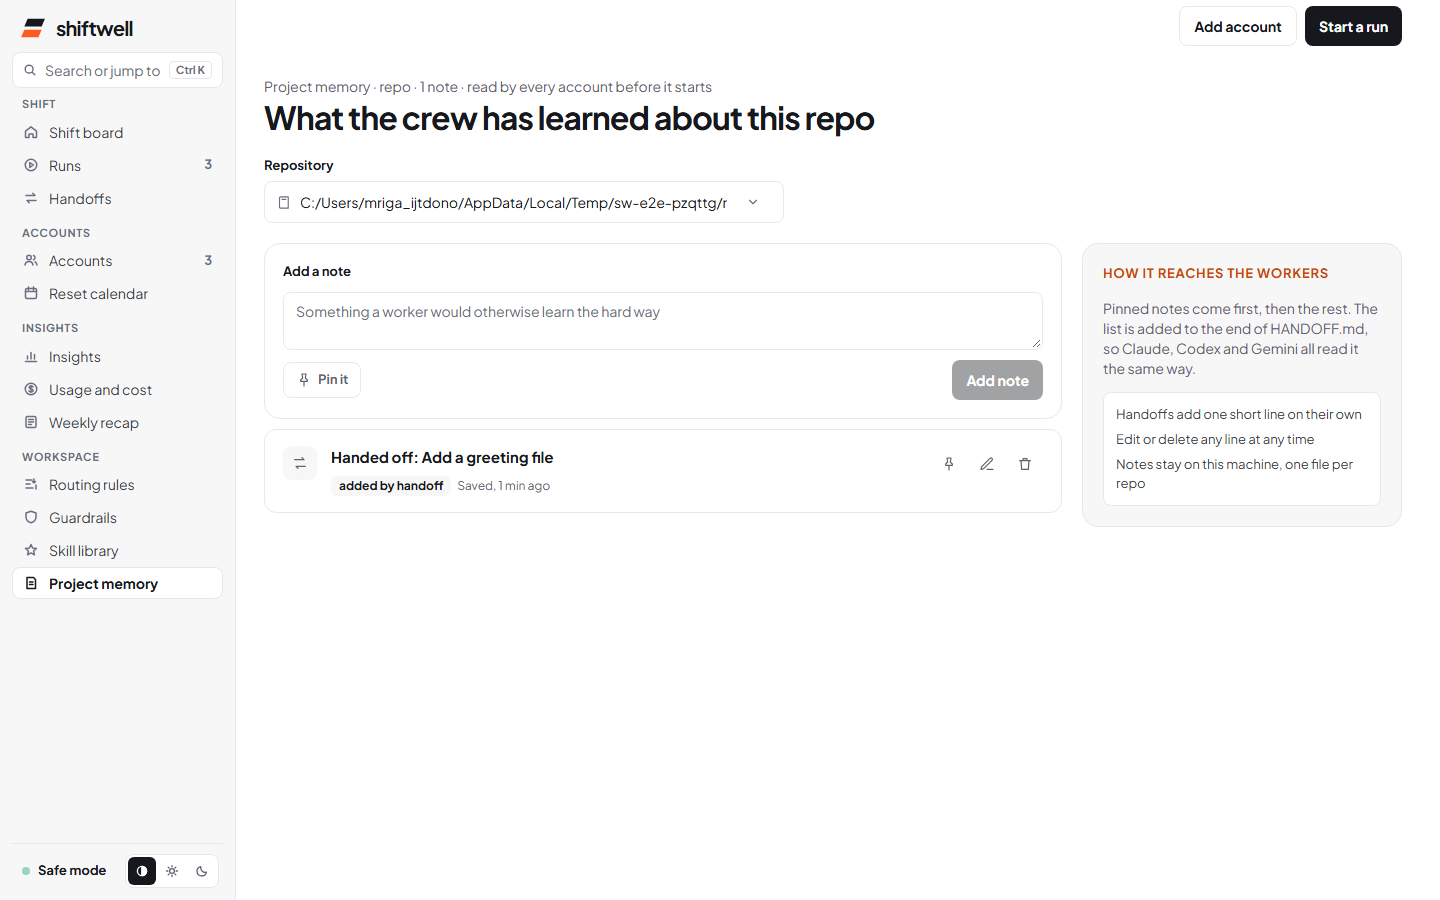 shiftwell
Search or jump to
Ctrl K
SHIFT
Shift board
Runs 3
Handoffs
ACCOUNTS
Accounts 3
Reset calendar
INSIGHTS
Insights
Usage and cost
Weekly recap
WORKSPACE
Routing rules
Guardrails
Skill library
Project memory
Safe mode
Add account
Start a run
Project memory · repo · 1 note · read by every account before it starts
What the crew has learned about this repo
Repository
C:/Users/mriga_ijtdono/AppData/Local/Temp/sw-e2e-pzqttg/r
Add a note
Something a worker would otherwise learn the hard way
Pin it
Add note
Handed off: Add a greeting file
added by handoff Saved, 1 min ago
HOW IT REACHES THE WORKERS
Pinned notes come first, then the rest. The
list is added to the end of HANDOFF.md,
so Claude, Codex and Gemini all read it
the same way.
Handoffs add one short line on their own
Edit or delete any line at any time
Notes stay on this machine, one file per
repo